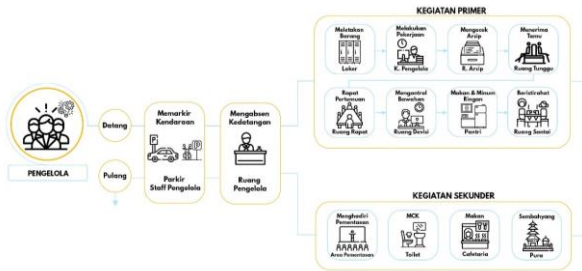 KEGIATAN PRIMER
Meletakan
Barang
Loker
Melakukan
Pekerjaan
K. Pengelola
Mengecek
Arsip
R. Arsip
Menerima
Tamu
Ruang Tunggu
Rapat
Pertemuan
Ruang Rapat
Mengontrol
Bawahan
Ruang Devisi
Makan & Minum
Ringan
Pantri
Beristirahat
Ruang Santai
PENGELOLA
Datang
Pulang
Memarkir
Kendaraan
Parkir
Staff Pengelola
Mengabsen
Kedatangan
Ruang
Pengelola
KEGIATAN SEKUNDER
Menghadiri
Pementasan
Area Pementasan
MCK
Toilet
Makan
Cafetaria
Sembahyang
Pura